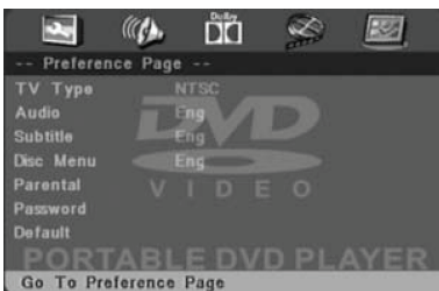 Dolby
-- Preference Page --
TV Type NTSC
Audio Eng
Subtitle Eng
Disc Menu Eng
Parental
Password
Default
DVD
VIDEO
PORTABLE DVD PLAYER
Go To Preference Page